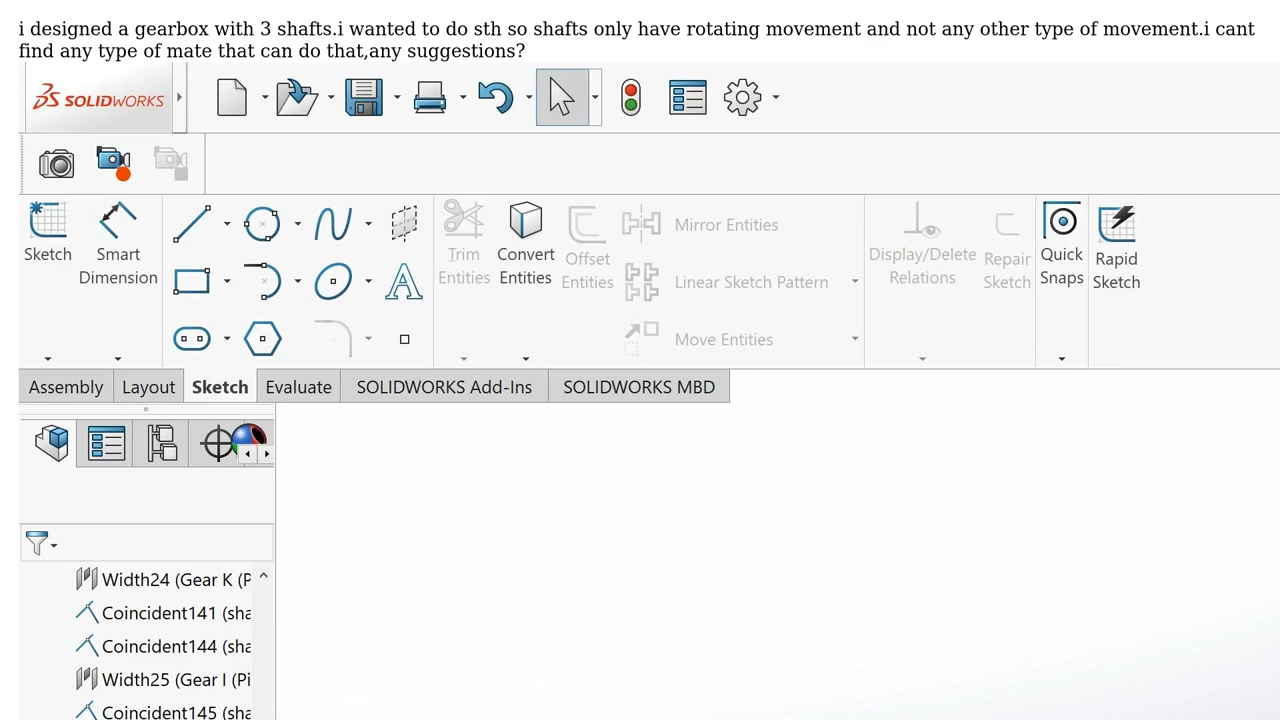 i designed a gearbox with 3 shafts.i wanted to do sth so shafts only have rotating movement and not any other type of movement.i cant
find any type of mate that can do that,any suggestions?
SOLIDWORKS
Sketch
Smart
Dimension
Trim
Entities
Convert
Entities
Offset
Entities
Mirror Entities
Linear Sketch Pattern
Move Entities
Display/Delete
Relations
Repair
Sketch
Quick
Snaps
Rapid
Sketch
Assembly
Layout
Sketch
Evaluate
SOLIDWORKS Add-Ins
SOLIDWORKS MBD
Width24 (Gear K (P
Coincident141 (sha
Coincident144 (sha
Width25 (Gear I (Pi
Coincident145 (sha